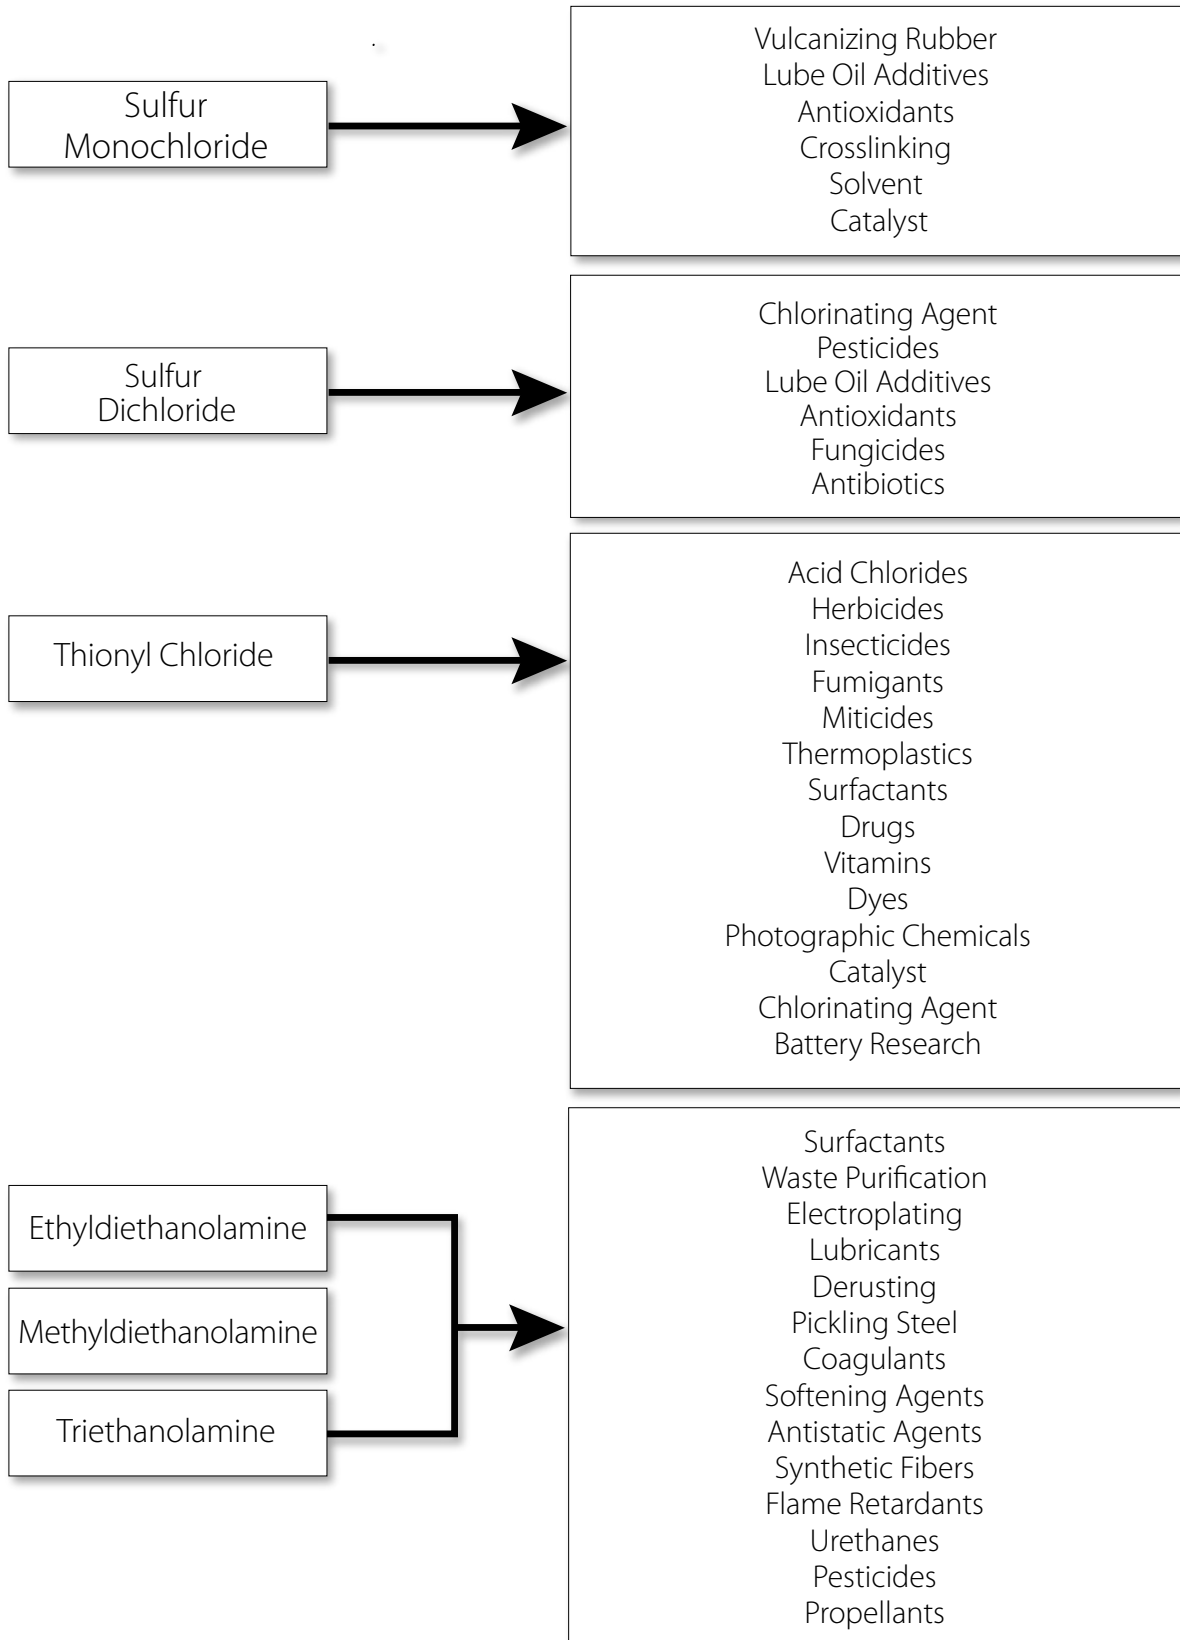 Sulfur
Monochloride
Vulcanizing Rubber
Lube Oil Additives
Antioxidants
Crosslinking
Solvent
Catalyst
Sulfur
Dichloride
Chlorinating Agent
Pesticides
Lube Oil Additives
Antioxidants
Fungicides
Antibiotics
Thionyl Chloride
Acid Chlorides
Herbicides
Insecticides
Fumigants
Miticides
Thermoplastics
Surfactants
Drugs
Vitamins
Dyes
Photographic Chemicals
Catalyst
Chlorinating Agent
Battery Research
Ethyldiethanolamine
Methyldiethanolamine
Triethanolamine
Surfactants
Waste Purification
Electroplating
Lubricants
Derusting
Pickling Steel
Coagulants
Softening Agents
Antistatic Agents
Synthetic Fibers
Flame Retardants
Urethanes
Pesticides
Propellants